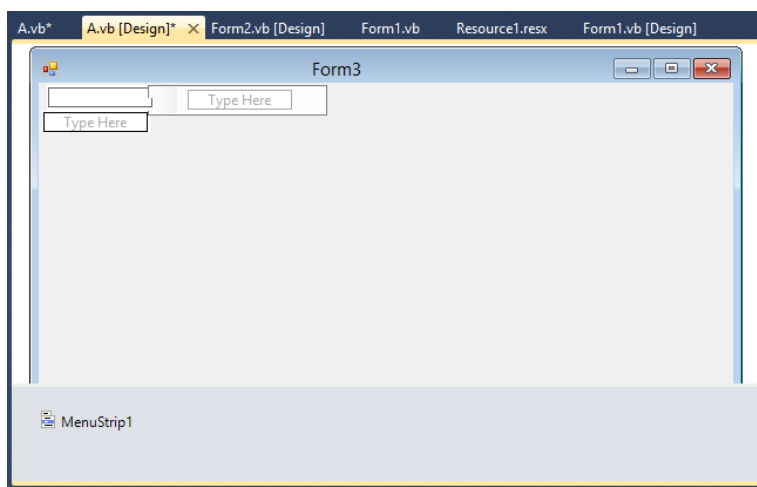 A.vb* A.vb [Design]* Form2.vb [Design] Form1.vb Resource1.resx Form1.vb [Design]
Form3
Type Here
Type Here
MenuStrip1